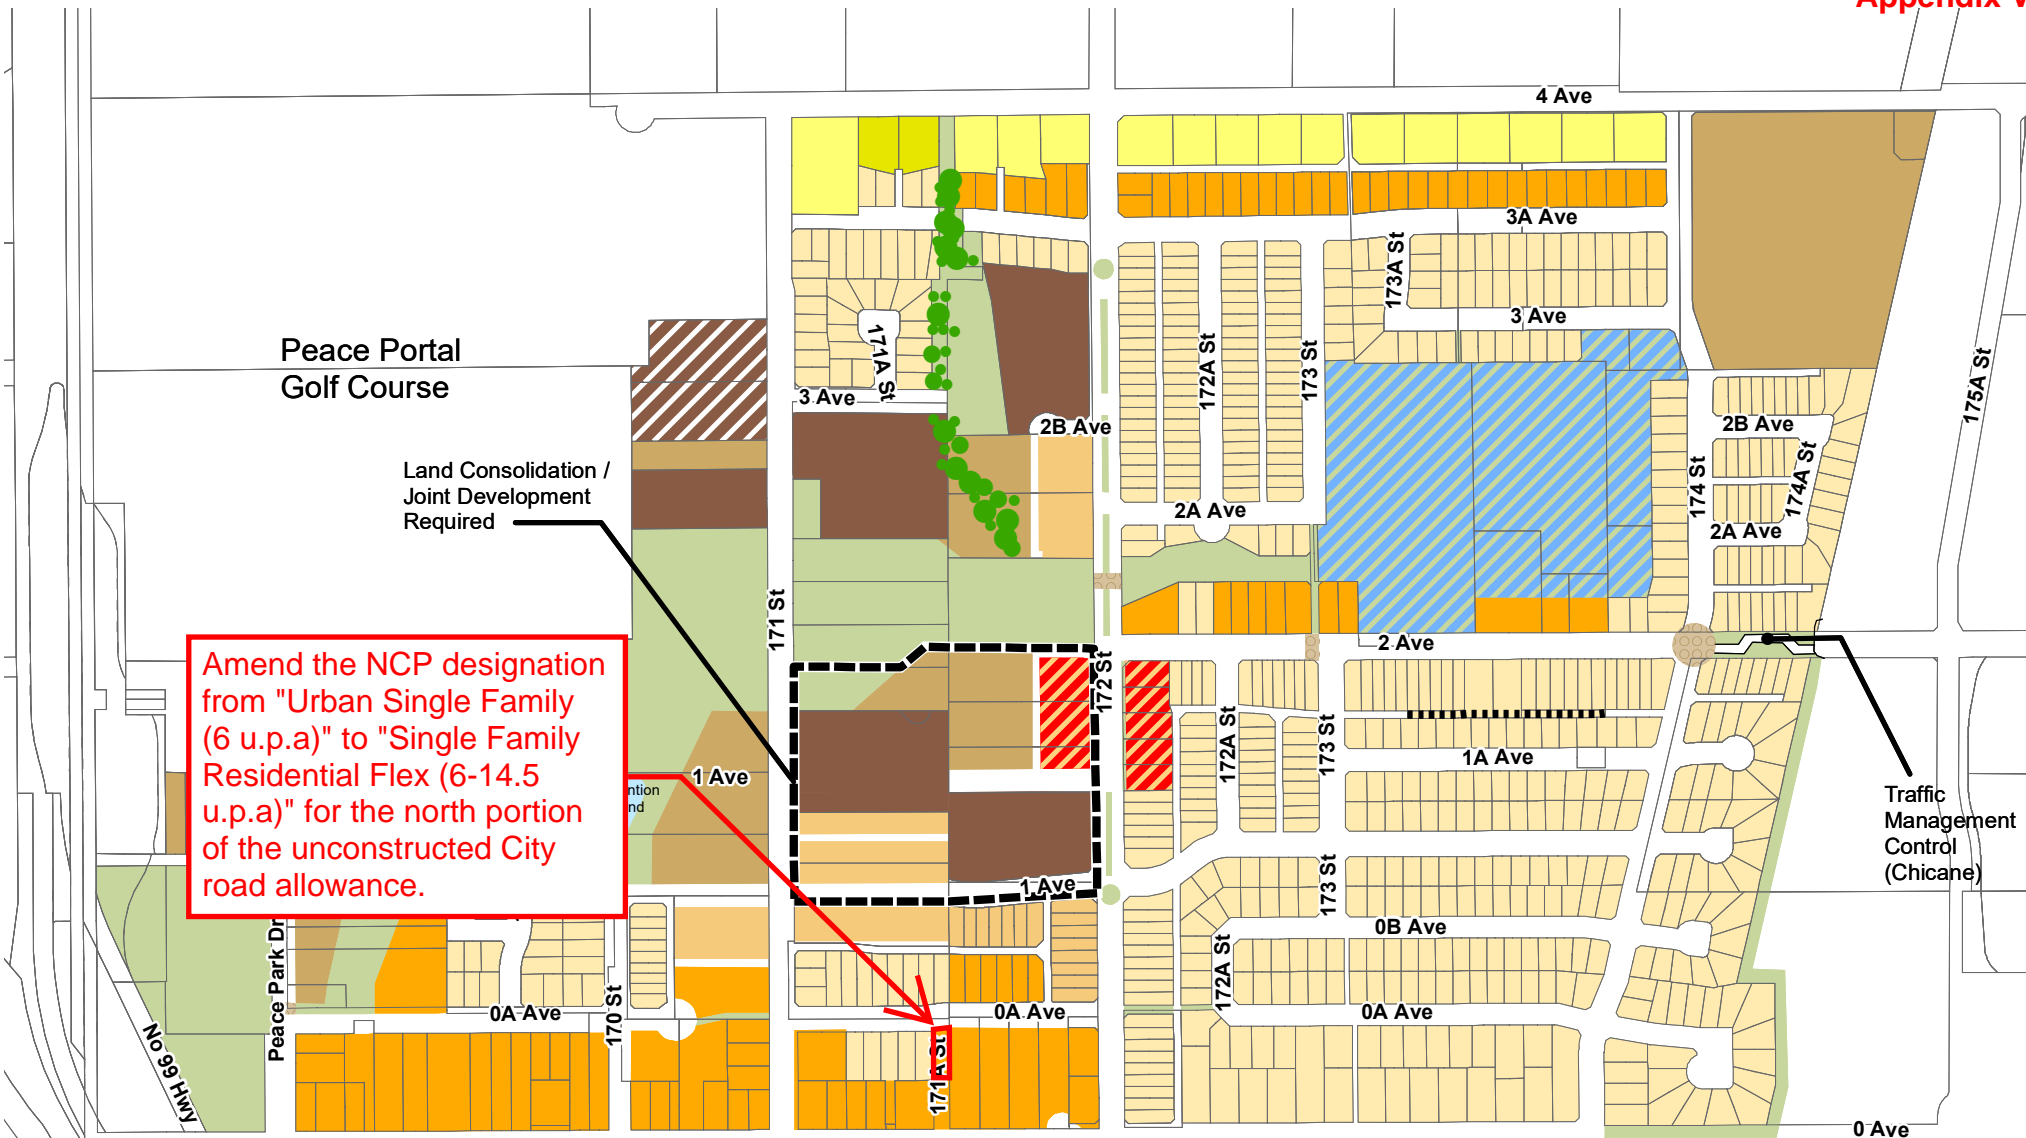 Appendix V
4 Ave
3A Ave
173A St
3 Ave
Peace Portal
Golf Course
171A St
172A St
173 St
175A St
3 Ave
2B Ave
2B Ave
Land Consolidation /
Joint Development
Required
174 St
174A St
2A Ave
2A Ave
171 St
2 Ave
172 St
Amend the NCP designation
from "Urban Single Family
(6 u.p.a)" to "Single Family
Residential Flex (6-14.5
u.p.a)" for the north portion
of the unconstructed City
road allowance.
172A St
173 St
1A Ave
1 Ave
Traffic
Management
Control
(Chicane)
1 Ave
173 St
0B Ave
Peace Park Dr
172A St
170 St
0A Ave
0A Ave
0A Ave
No 99 Hwy
171A St
0 Ave